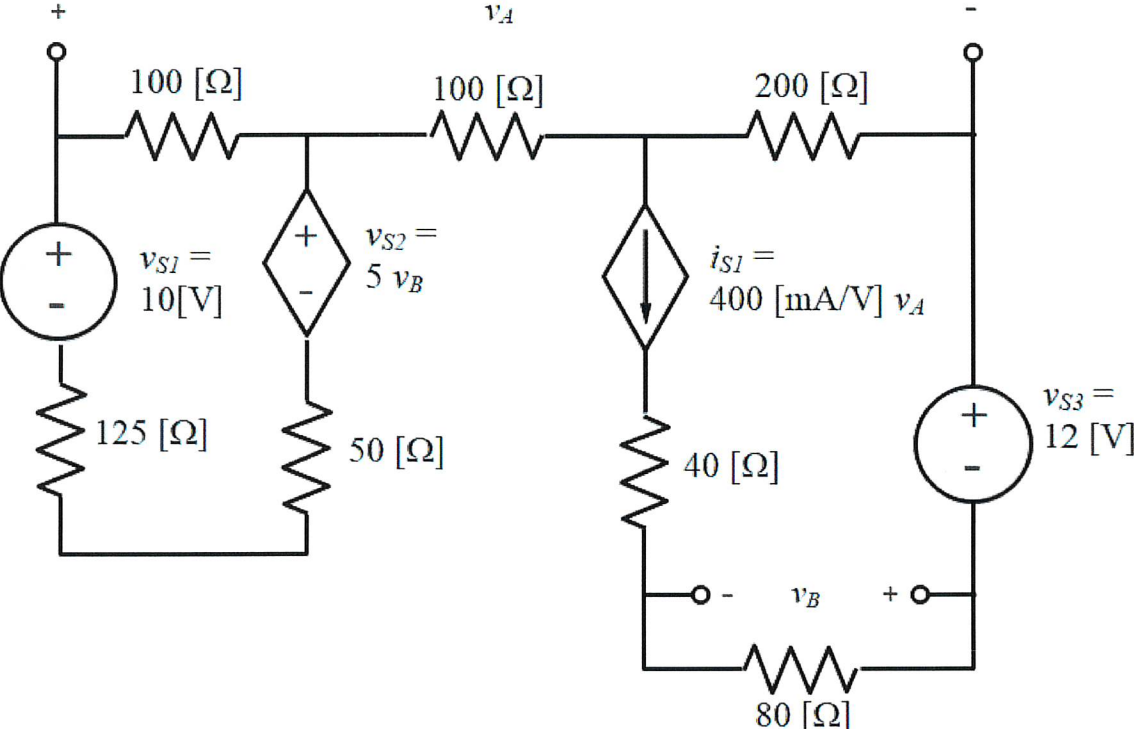 + vA -
100 [Ω] 100 [Ω] 200 [Ω]
+
-
vS1 =
10[V]
+
-
vS2 =
5 vB
iS1 =
400 [mA/V] vA
+
-
vS3 =
12 [V]
125 [Ω]
50 [Ω]
40 [Ω]
- vB +
80 [Ω]